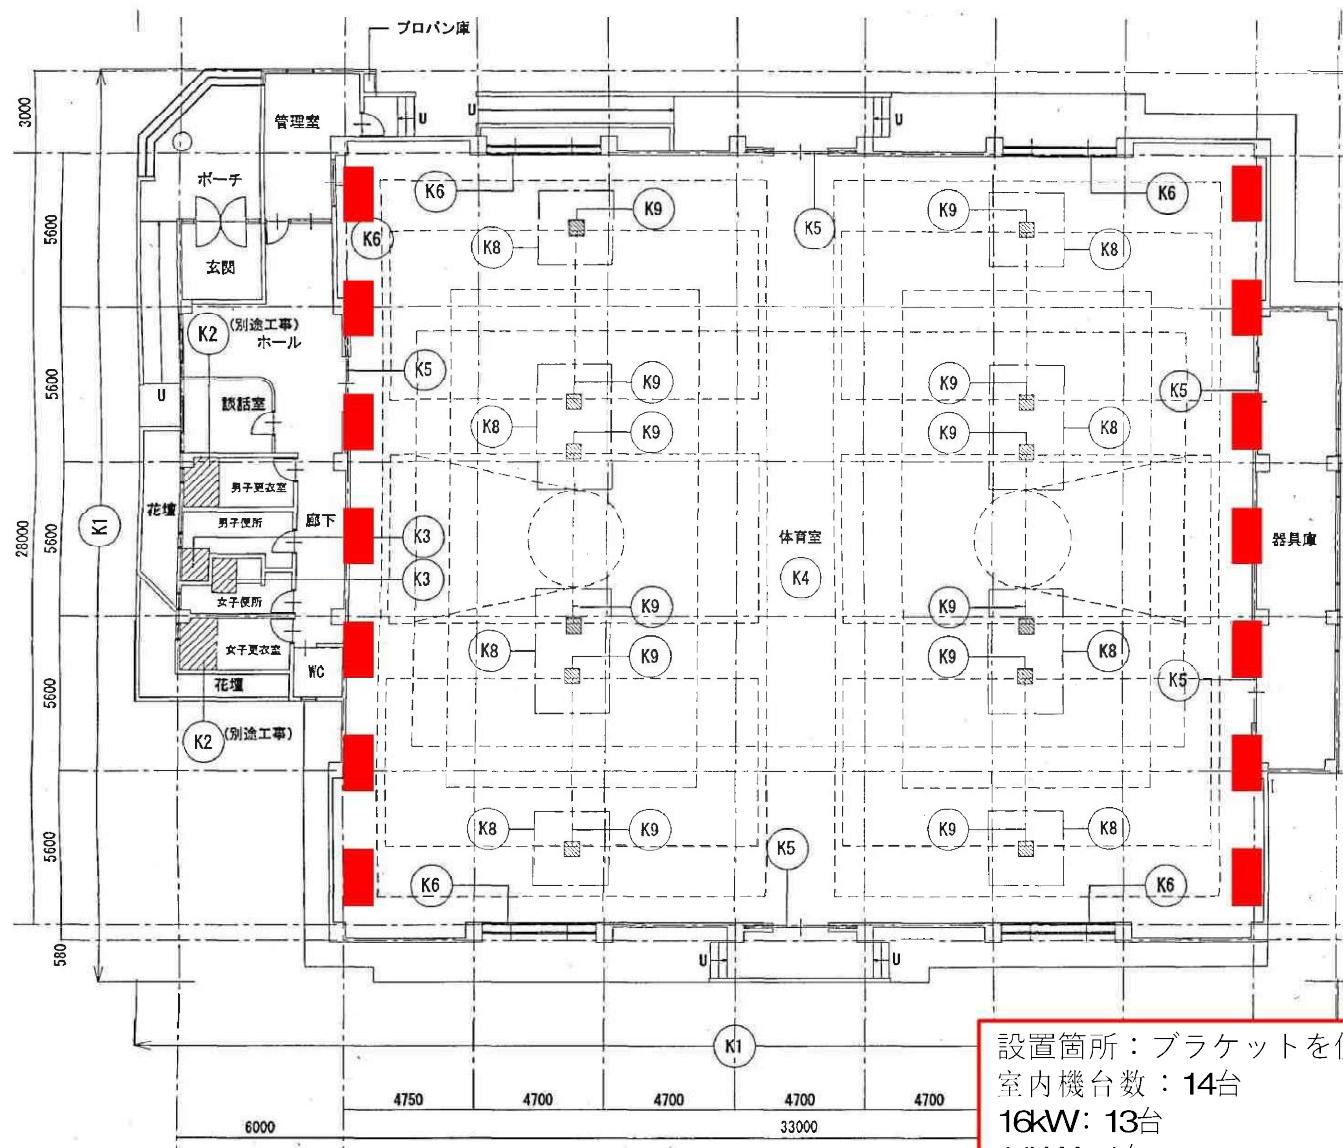 プロパン庫
管理室
U
U
U
3000
ポーチ
K6
K9
K9
K6
K6
K8
K5
K8
5600
玄関
K2
(別途工事)
ホール
K5
K9
K9
K5
5600
談話室
U
K8
K9
K9
K8
男子更衣室
花壇
男子便所
廊下
K1
28000
5600
K3
体育室
器具庫
K3
K4
女子便所
K9
K9
女子更衣室
K8
K9
K9
K8
WC
花壇
K5
5600
K2
(別途工事)
K8
K9
K9
K8
5600
K5
K6
K6
580
U
U
K1
4750
4700
4700
4700
4700
6000
33000
設置箇所：ブラケットを
室内機台数：14台
16kW：13台